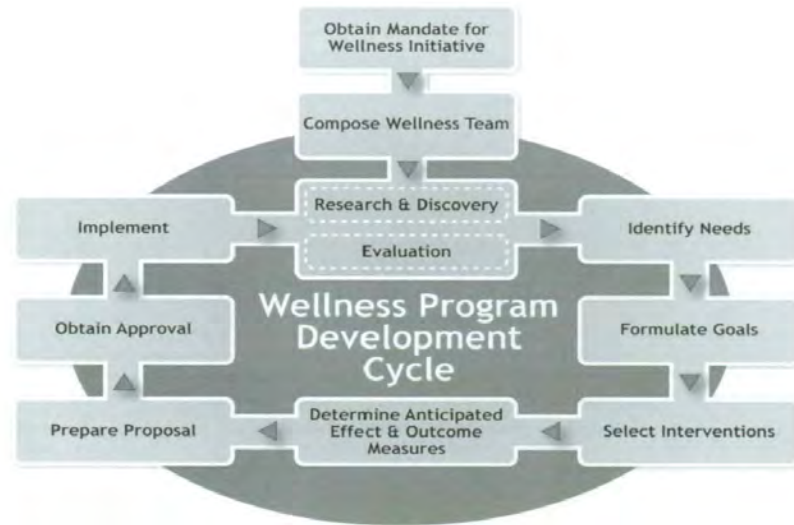 Obtain Mandate for
Wellness Initiative
Compose Wellness Team
Research & Discovery
Evaluation
Identify Needs
Formulate Goals
Select Interventions
Determine Anticipated
Effect & Outcome
Measures
Prepare Proposal
Obtain Approval
Implement
Wellness Program
Development
Cycle